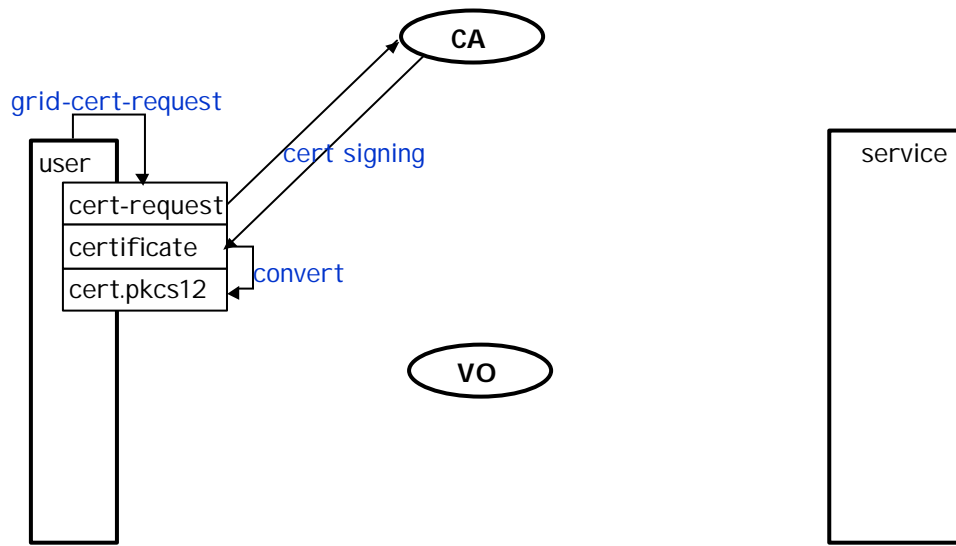 CA
grid-cert-request
user
cert signing
service
cert-request
certificate
convert
cert.pkcs12
VO